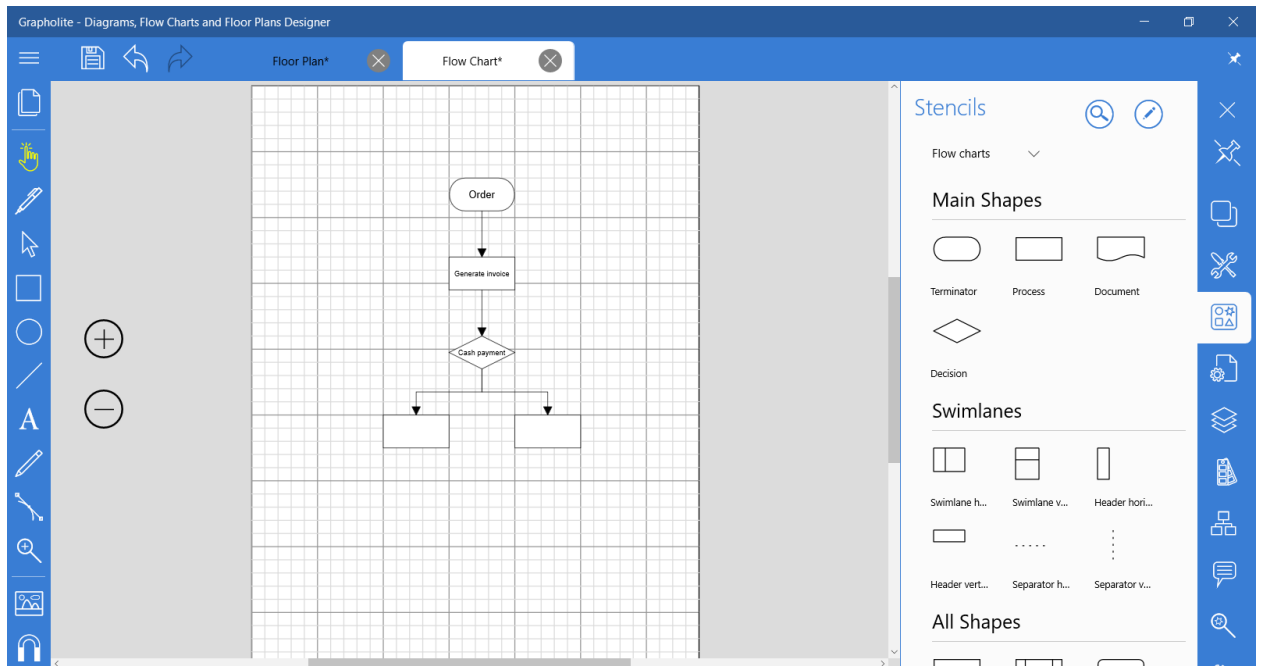 Grapholite - Diagrams, Flow Charts and Floor Plans Designer
Floor Plan*
Flow Chart*
Order
Generate invoice
Cash payment
A
Stencils
Flow charts
Main Shapes
Terminator
Process
Document
Decision
Swimlanes
Swimlane h...
Swimlane v...
Header hori...
Header vert...
Separator h...
Separator v...
All Shapes